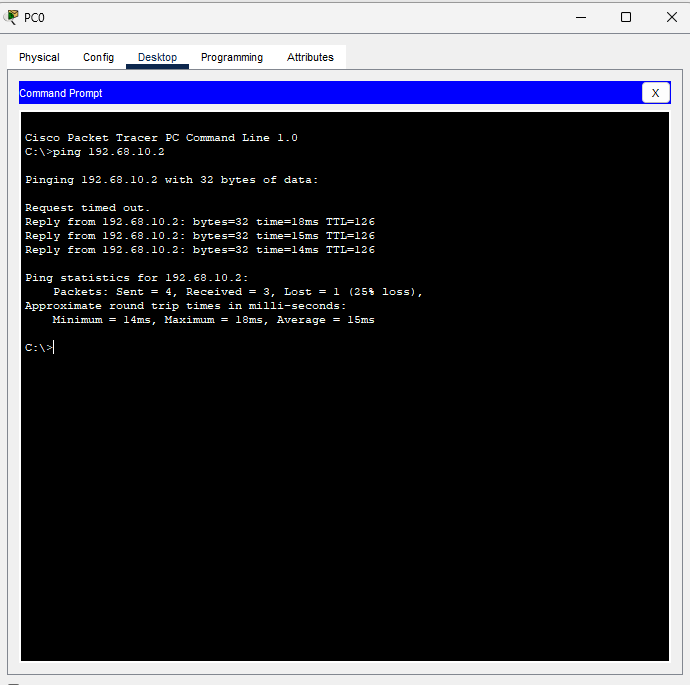 PC0
Physical Config Desktop Programming Attributes
Command Prompt
X
Cisco Packet Tracer PC Command Line 1.0
C:\>ping 192.68.10.2
Pinging 192.68.10.2 with 32 bytes of data:
Request timed out.
Reply from 192.68.10.2: bytes=32 time=18ms TTL=126
Reply from 192.68.10.2: bytes=32 time=15ms TTL=126
Reply from 192.68.10.2: bytes=32 time=14ms TTL=126
Ping statistics for 192.68.10.2:
Packets: Sent = 4, Received = 3, Lost = 1 (25% loss),
Approximate round trip times in milli-seconds:
Minimum = 14ms, Maximum = 18ms, Average = 15ms
C:\>